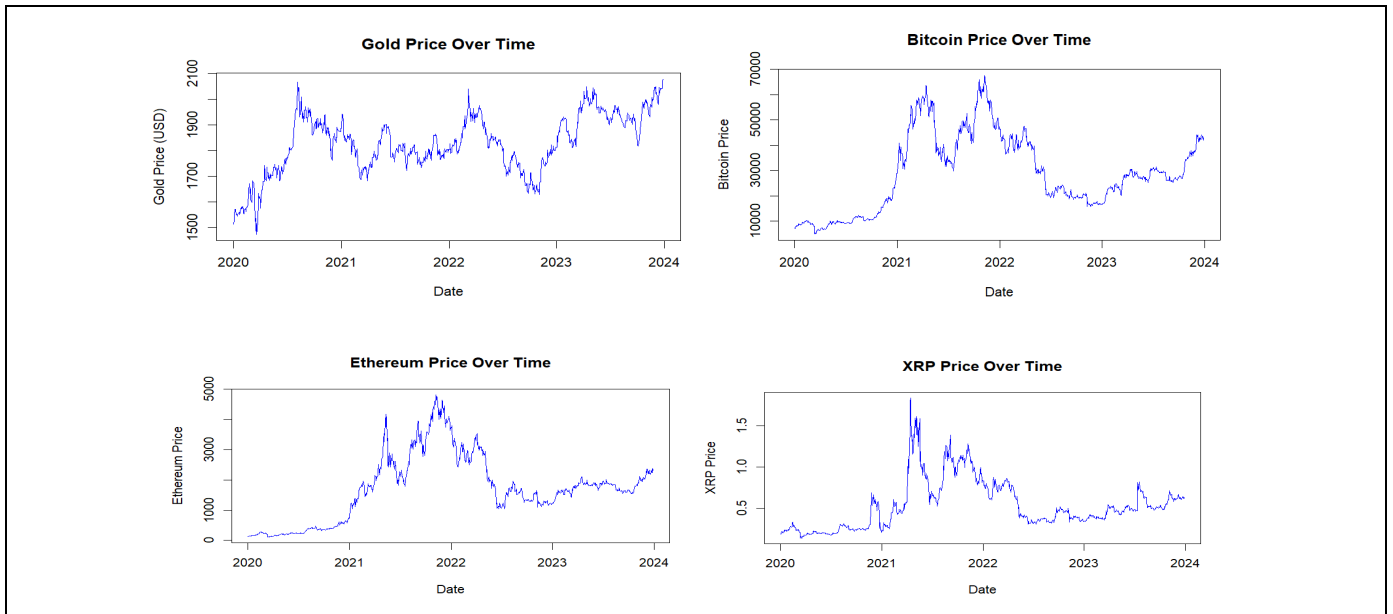 Gold Price Over Time
Gold Price (USD)
2100
1900
1700
1500
2020 2021 2022 2023 2024
Date
Bitcoin Price Over Time
Bitcoin Price
70000
50000
30000
10000
2020 2021 2022 2023 2024
Date
Ethereum Price Over Time
Ethereum Price
5000
3000
1000
0
2020 2021 2022 2023 2024
Date
XRP Price Over Time
XRP Price
1.5
1.0
0.5
2020 2021 2022 2023 2024
Date